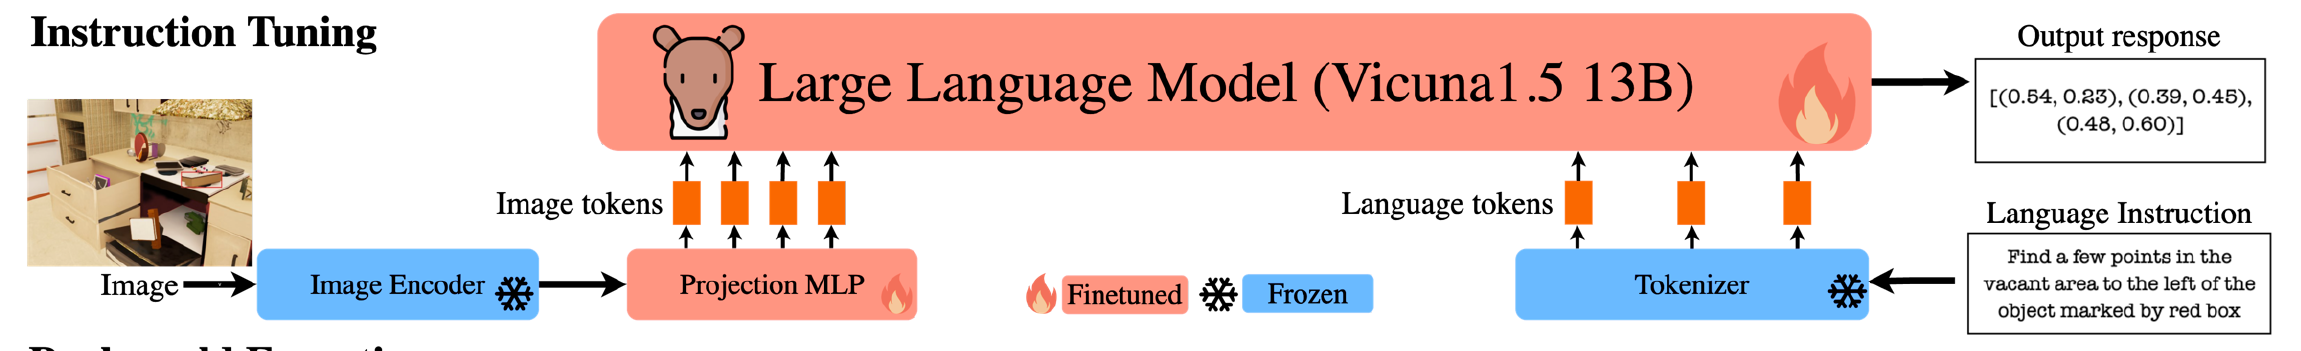 Instruction Tuning
Large Language Model (Vicuna1.5 13B)
Output response
[(0.54, 0.23), (0.39, 0.45),
(0.48, 0.60)]
Image tokens
Language tokens
Language Instruction
Find a few points in the
vacant area to the left of the
object marked by red box
Image
Image Encoder
Projection MLP
Finetuned
Frozen
Tokenizer